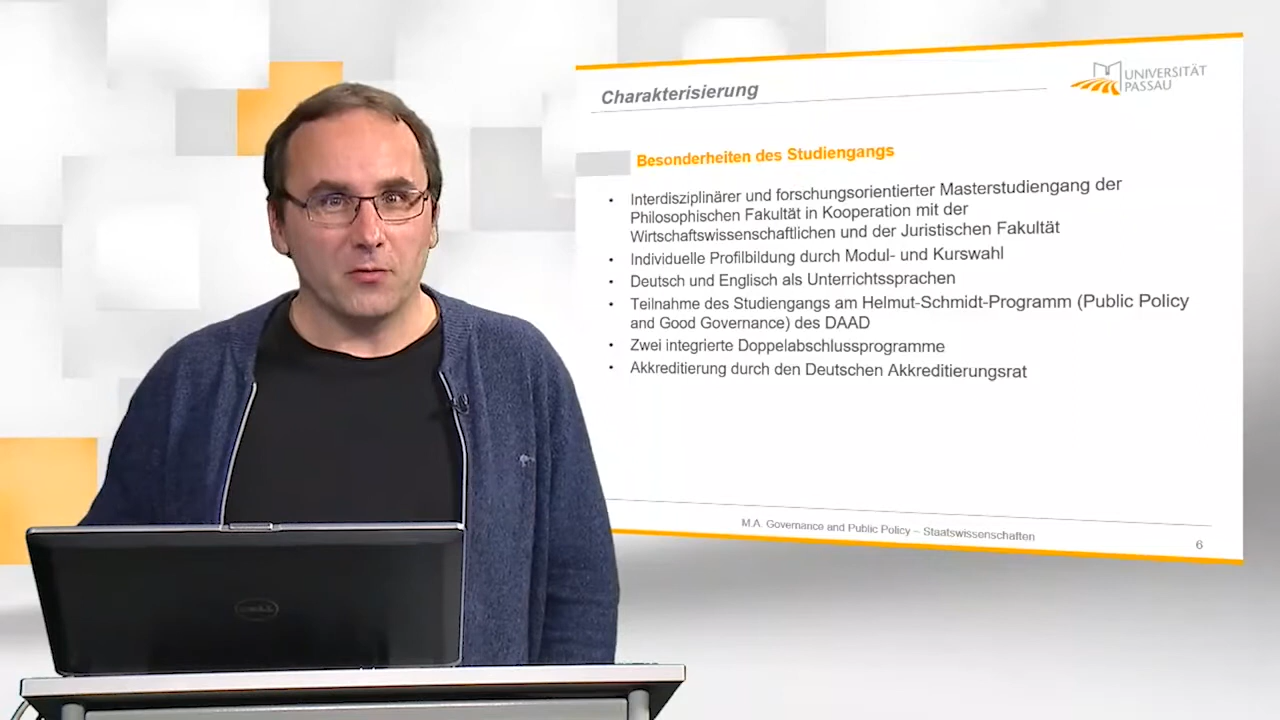 Charakterisierung
UNIVERSITÄT
PASSAU
Besonderheiten des Studiengangs
• Interdisziplinärer und forschungsorientierter Masterstudiengang der
Philosophischen Fakultät in Kooperation mit der
Wirtschaftswissenschaftlichen und der Juristischen Fakultät
• Individuelle Profilbildung durch Modul- und Kurswahl
• Deutsch und Englisch als Unterrichtssprachen
• Teilnahme des Studiengangs am Helmut-Schmidt-Programm (Public Policy
and Good Governance) des DAAD
• Zwei integrierte Doppelabschlussprogramme
• Akkreditierung durch den Deutschen Akkreditierungsrat
M.A. Governance and Public Policy – Staatswissenschaften
6
DELL